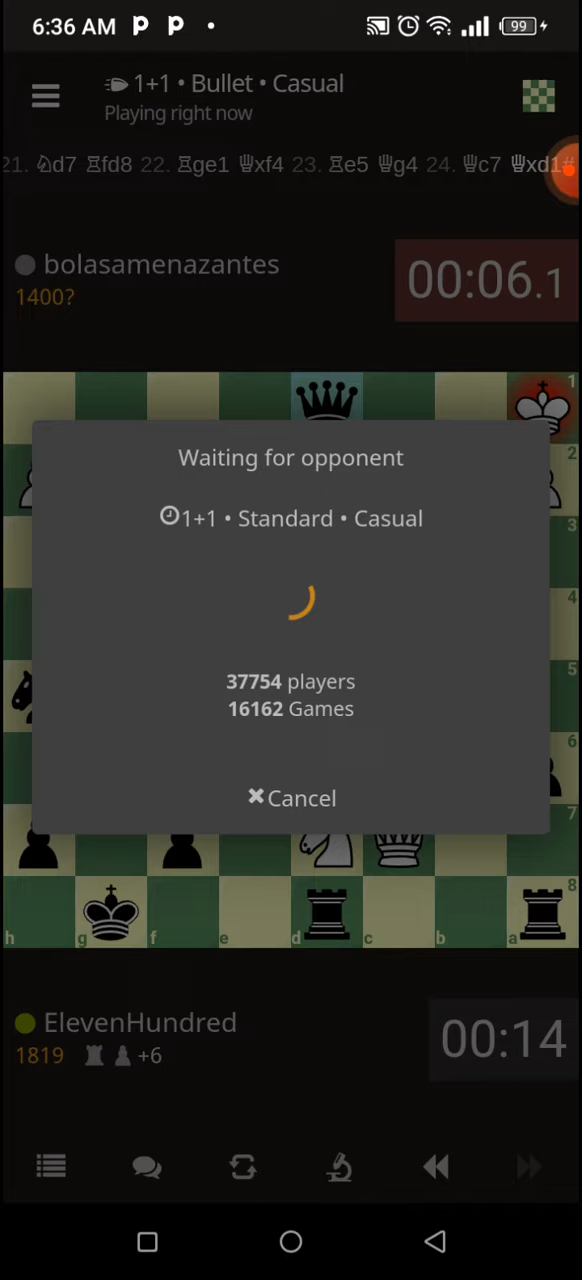 6:36 AM
99
1+1 • Bullet • Casual
Playing right now
21. ♘d7 ♖fd8 22. ♖ge1 ♕xf4 23. ♖e5 ♕g4 24. ♕c7 ♕xd1#
bolasamenazantes
1400?
00:06.1
1
2
Waiting for opponent
3
1+1 • Standard • Casual
4
37754 players
5
16162 Games
6
Cancel
7
8
h g f e d c b a
ElevenHundred
1819 +6
00:14